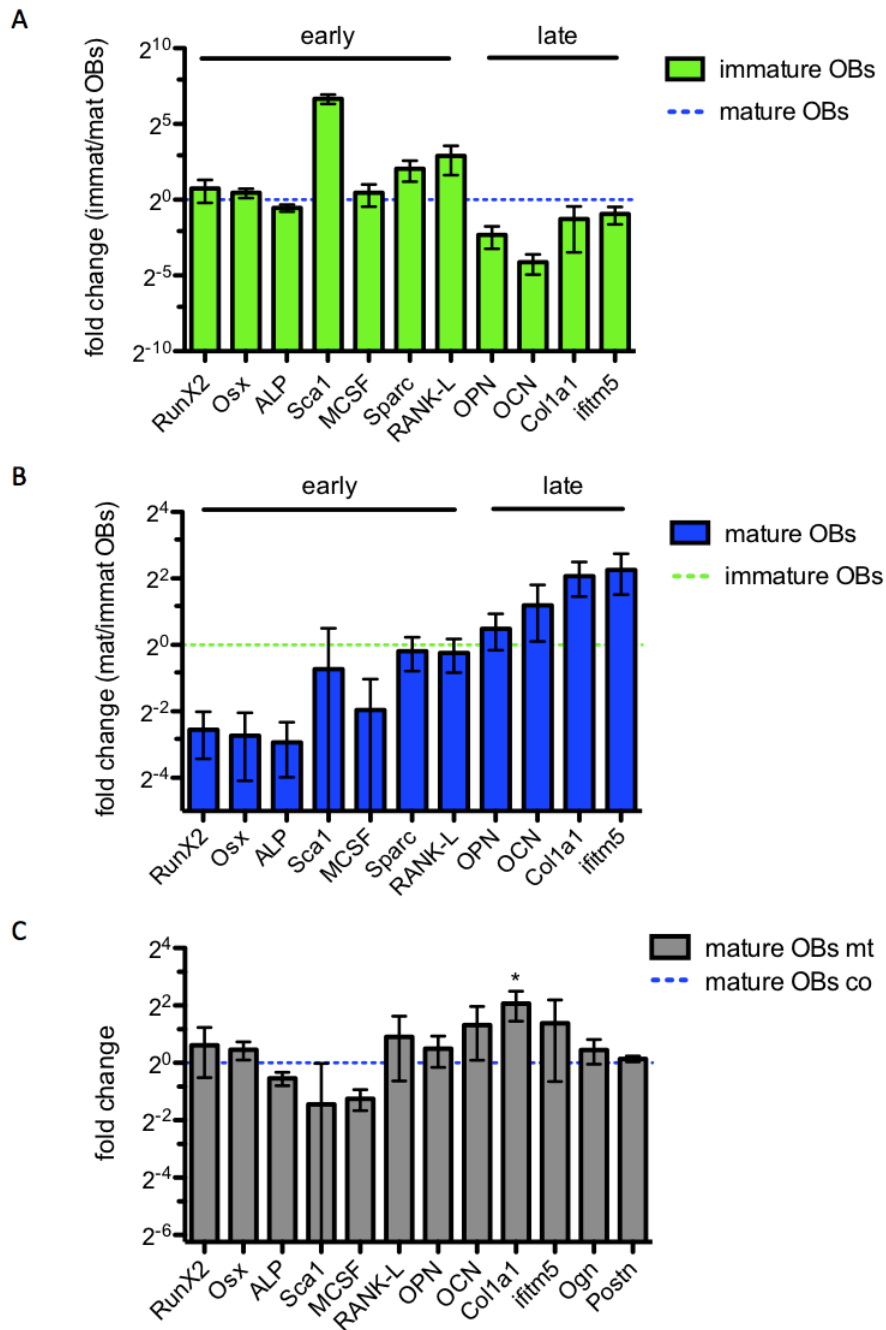 A
early late
immature OBs
mature OBs
fold change (immat/mat OBs)
2^10
2^5
2^0
2^-5
2^-10
RunX2 Osx ALP Sca1 MCSF Sparc RANK-L OPN OCN Col1a1 ifitm5
B
early late
mature OBs
immature OBs
fold change (mat/immat OBs)
2^4
2^2
2^0
2^-2
2^-4
RunX2 Osx ALP Sca1 MCSF Sparc RANK-L OPN OCN Col1a1 ifitm5
C
mature OBs mt
mature OBs co
fold change
2^4
2^2
2^0
2^-2
2^-4
2^-6
*
RunX2 Osx ALP Sca1 MCSF RANK-L OPN OCN Col1a1 ifitm5 Ogn Postn